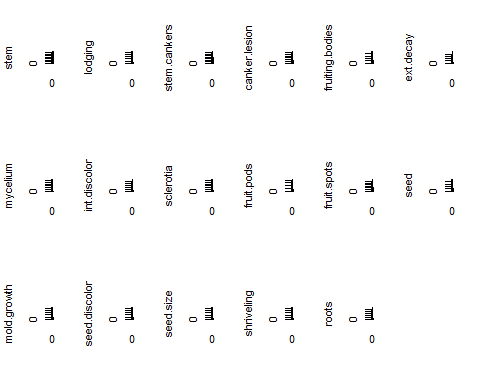 stem
0
0
lodging
0
0
stem.cankers
0
0
canker.lesion
0
0
fruiting.bodies
0
0
ext.decay
0
0
mycelium
0
0
int.discolor
0
0
sclerotia
0
0
fruit.pods
0
0
fruit.spots
0
0
seed
0
0
mold.growth
0
0
seed.discolor
0
0
seed.size
0
0
shriveling
0
0
roots
0
0